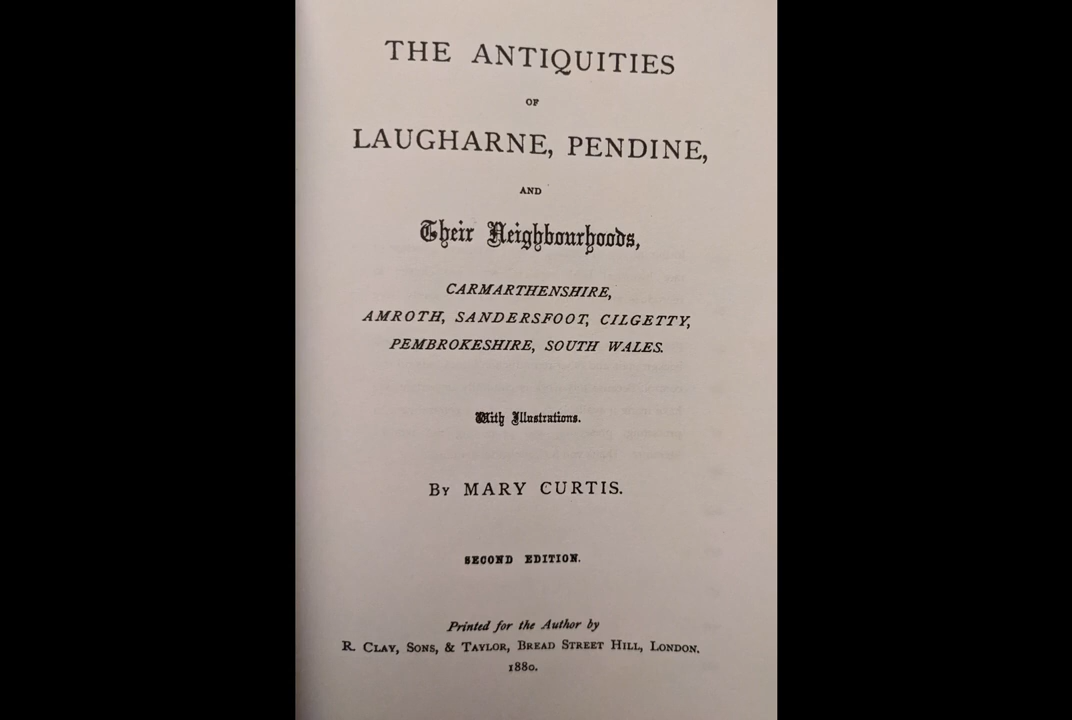 THE ANTIQUITIES
OF
LAUGHARNE, PENDINE,
AND
Their Neighbourhoods,
CARMARTHENSHIRE,
AMROTH, SANDERSFOOT, CILGETTY,
PEMBROKESHIRE, SOUTH WALES.
With Illustrations.
By MARY CURTIS.
SECOND EDITION.
Printed for the Author by
R. CLAY, SONS, & TAYLOR, BREAD STREET HILL, LONDON.
1880.